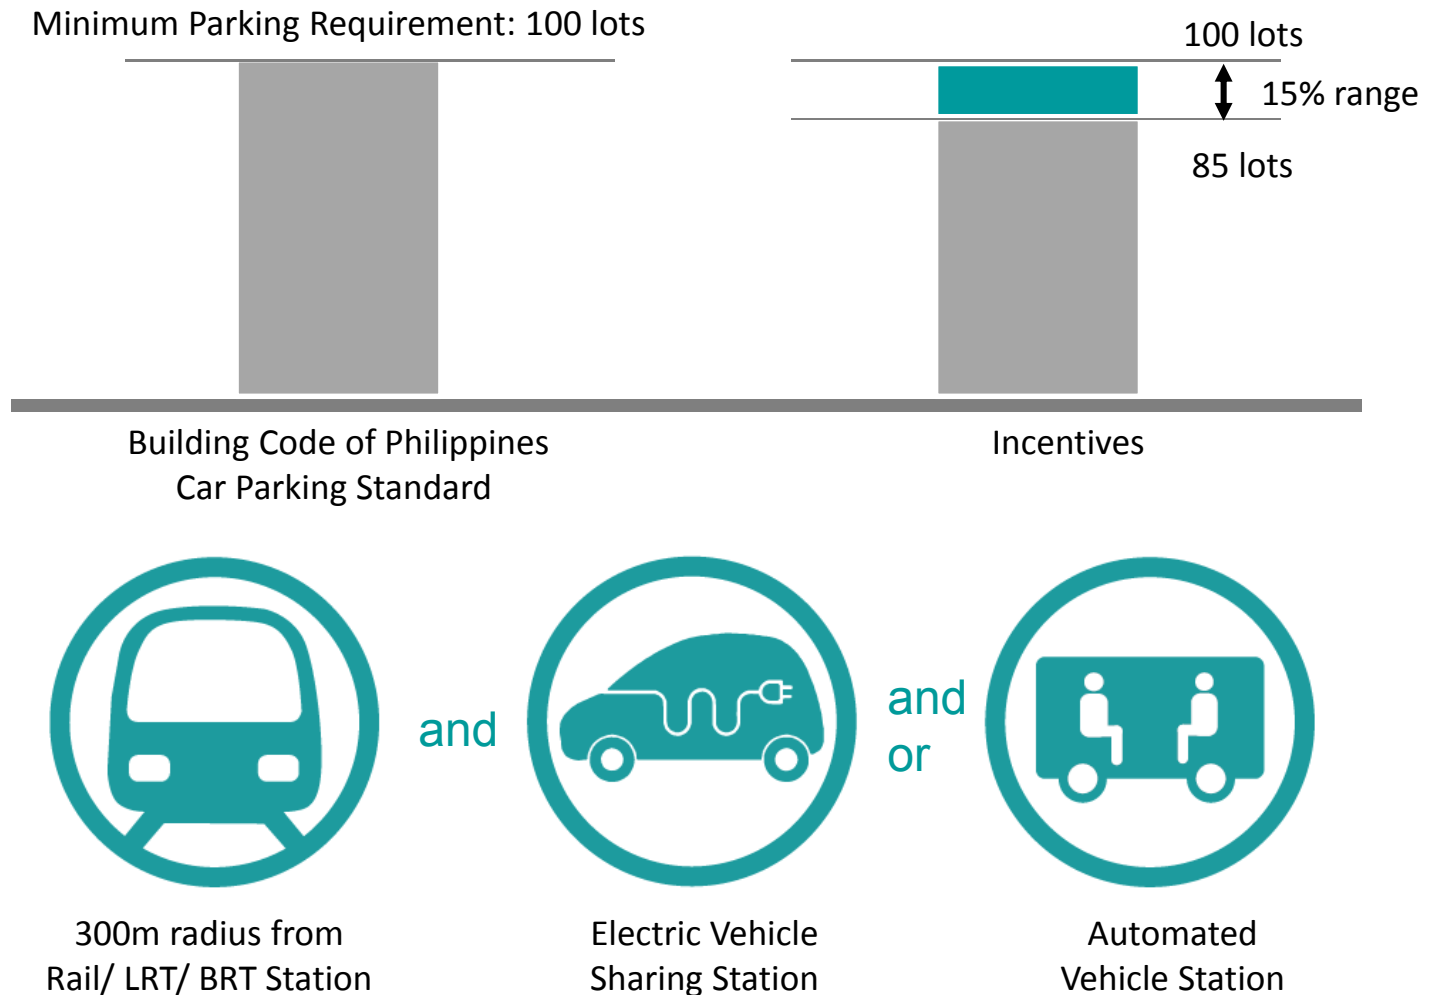 Minimum Parking Requirement: 100 lots
100 lots
15% range
85 lots
Building Code of Philippines
Car Parking Standard
Incentives
and
and
or
300m radius from
Rail/ LRT/ BRT Station
Electric Vehicle
Sharing Station
Automated
Vehicle Station